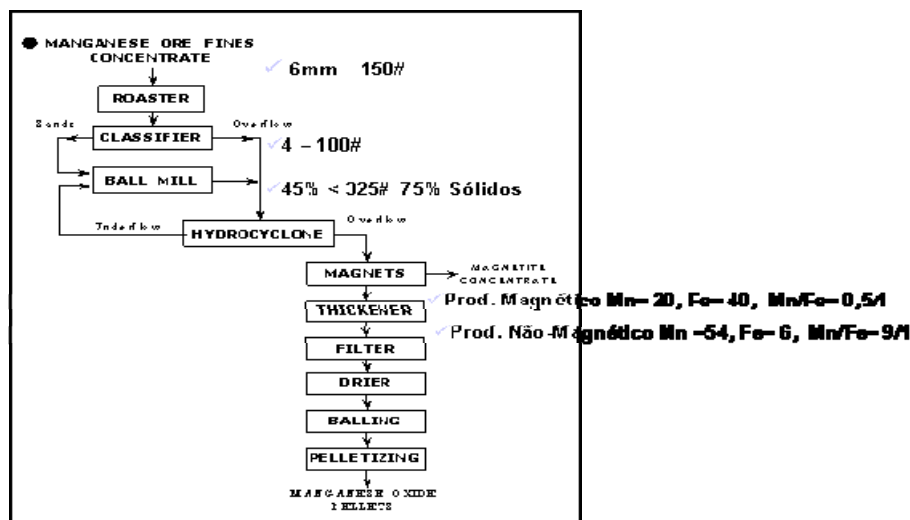 MANGANESE ORE FINES
CONCENTRATE
6mm 150#
ROASTER
Sands
Overflow
CLASSIFIER
4 – 100#
BALL MILL
45% < 325# 75% Sólidos
Underflow
Overflow
HYDROCYCLONE
MAGNETS
MAGNETITE
CONCENTRATE
Prod. Magnético Mn= 20, Fe= 40, Mn/Fe= 0,5/1
THICKENER
Prod. Não-Magnético Mn =54, Fe= 6, Mn/Fe= 9/1
FILTER
DRIER
BALLING
PELLETIZING
MANGANESE OXIDE
PELLETS